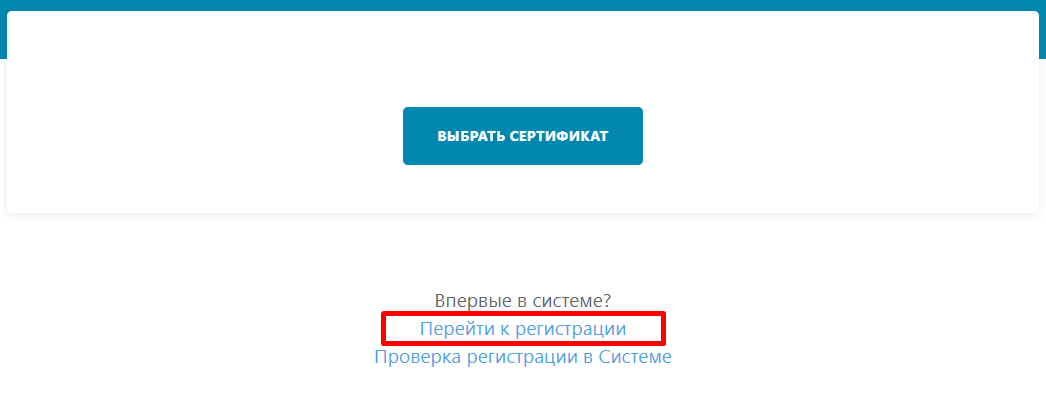 ВЫБРАТЬ СЕРТИФИКАТ
Впервые в системе?
Перейти к регистрации
Проверка регистрации в Системе